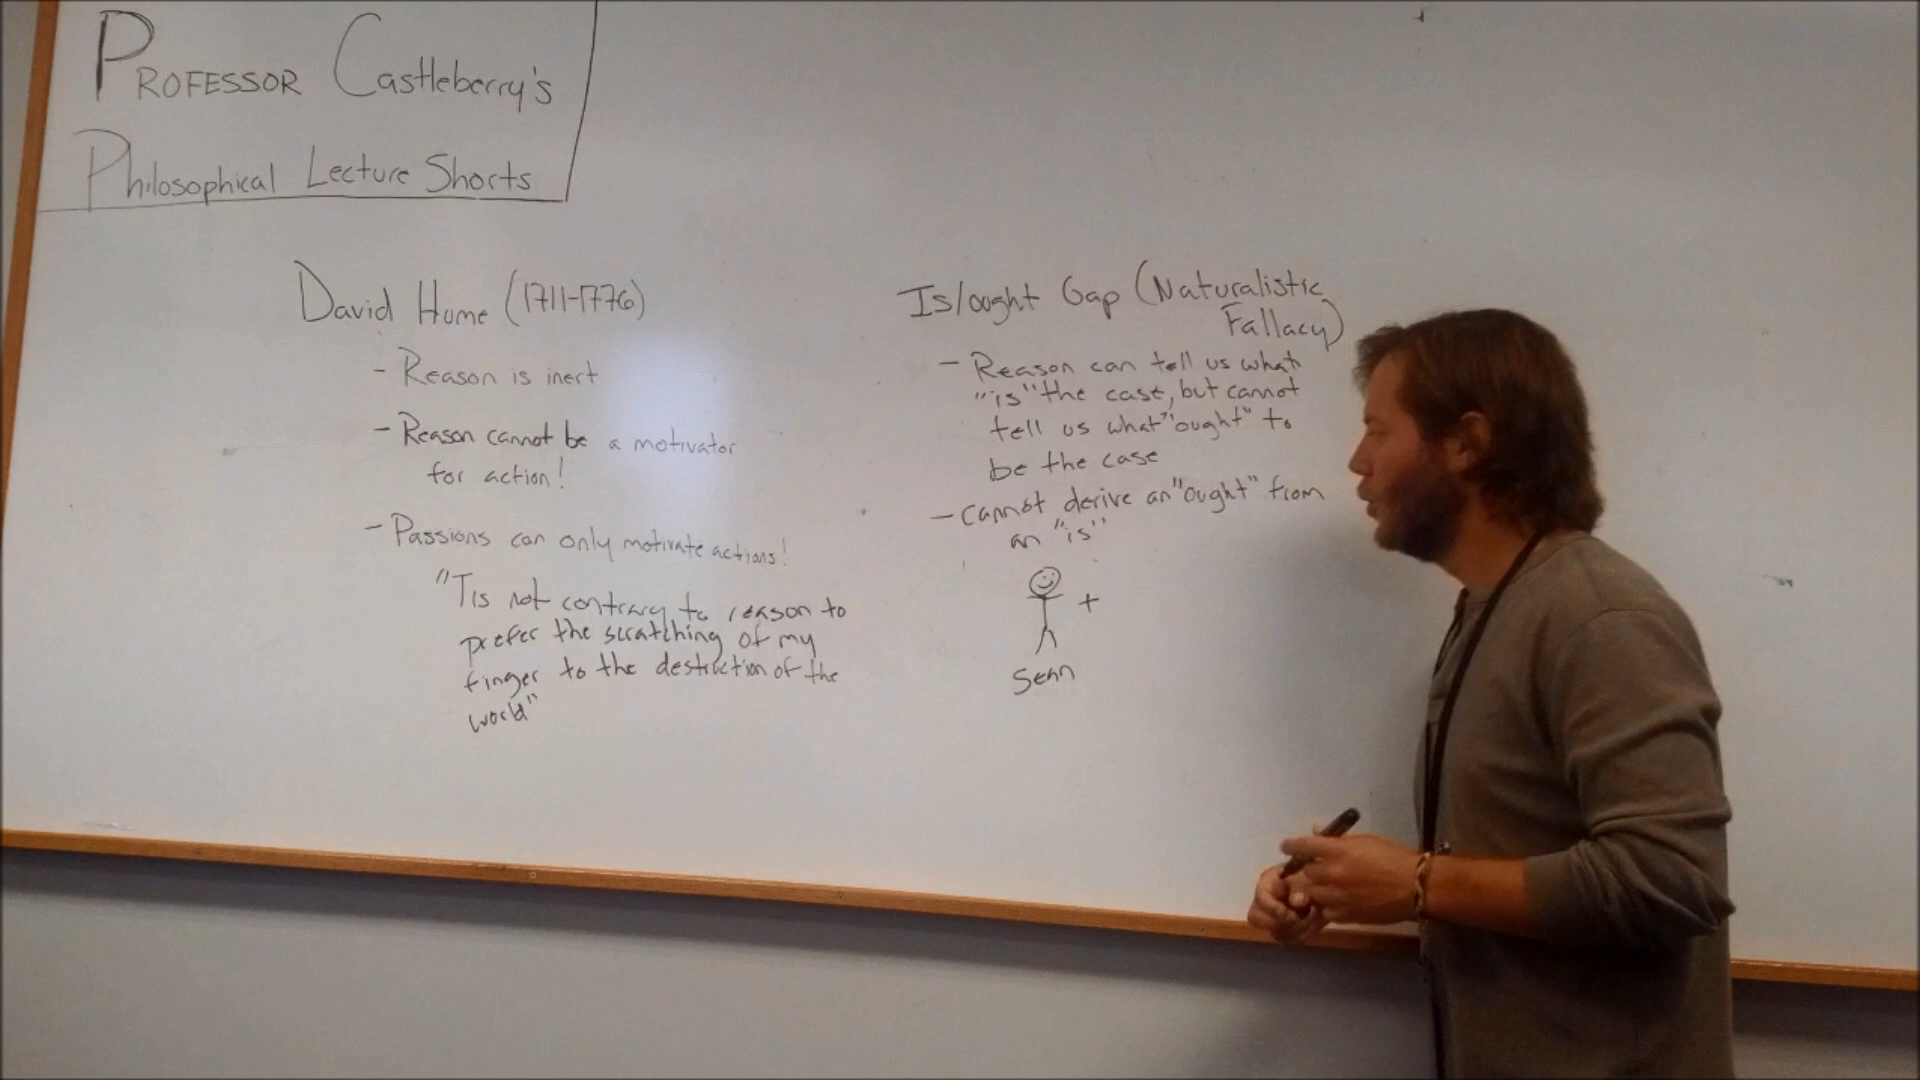 PROFESSOR Castleberry's
Philosophical Lecture Shorts
David Hume (1711-1776)
- Reason is inert
- Reason cannot be a motivator
for action!
- Passions can only motivate actions!
"Tis not contrary to reason to
prefer the scratching of my
finger to the destruction of the
world"
Is/ought Gap (Naturalistic
Fallacy)
- Reason can tell us what
"is" the case, but cannot
tell us what "ought" to
be the case
- Cannot derive an "ought" from
an "is"
+
Sean